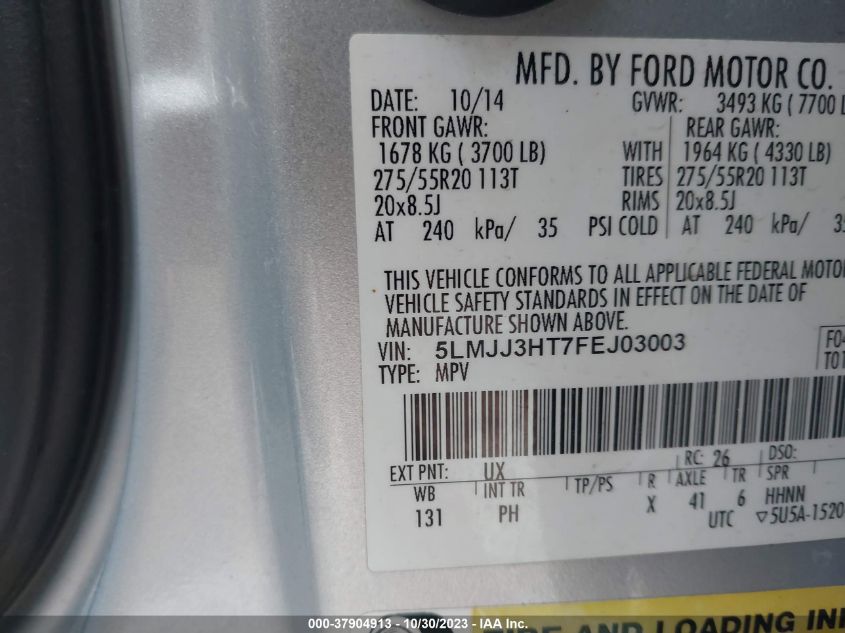 MFD. BY FORD MOTOR CO.
DATE: 10/14 GVWR: 3493 KG ( 7700 L
FRONT GAWR: REAR GAWR:
1678 KG ( 3700 LB) WITH 1964 KG ( 4330 LB)
275/55R20 113T TIRES 275/55R20 113T
20x8.5J RIMS 20x8.5J
AT 240 kPa/ 35 PSI COLD AT 240 kPa/ 35
THIS VEHICLE CONFORMS TO ALL APPLICABLE FEDERAL MOTOR
VEHICLE SAFETY STANDARDS IN EFFECT ON THE DATE OF
MANUFACTURE SHOWN ABOVE.
VIN: 5LMJJ3HT7FEJ03003 F04
TYPE: MPV T01
RC: 26 DSO:
EXT PNT: UX
WB INT TR TP/PS R AXLE TR SPR
131 PH X 41 6 HHNN
UTC ▽5U5A-1520
000-37904913 - 10/30/2023 - IAA Inc.
TIRE AND LOADING IN